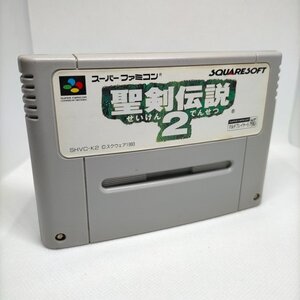 スーパーファミコン
SQUARESOFT
聖剣伝説
せいけん でんせつ
2
SHVC-K2 ©スクウェア1993